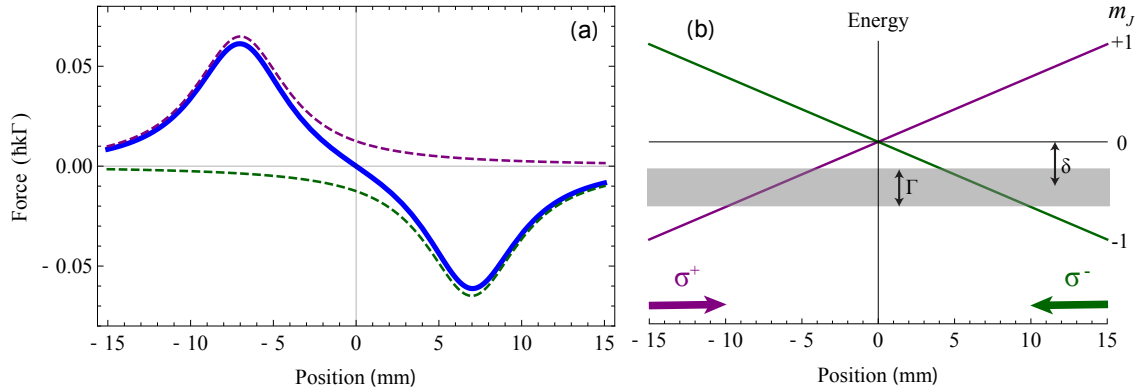 (a)
Force (ħkΓ)
0.05
0.00
- 0.05
- 15
- 10
- 5
0
5
10
15
Position (mm)
(b)
Energy
m_J
+1
0
-1
δ
Γ
σ⁺
σ⁻
- 15
- 10
- 5
0
5
10
15
Position (mm)